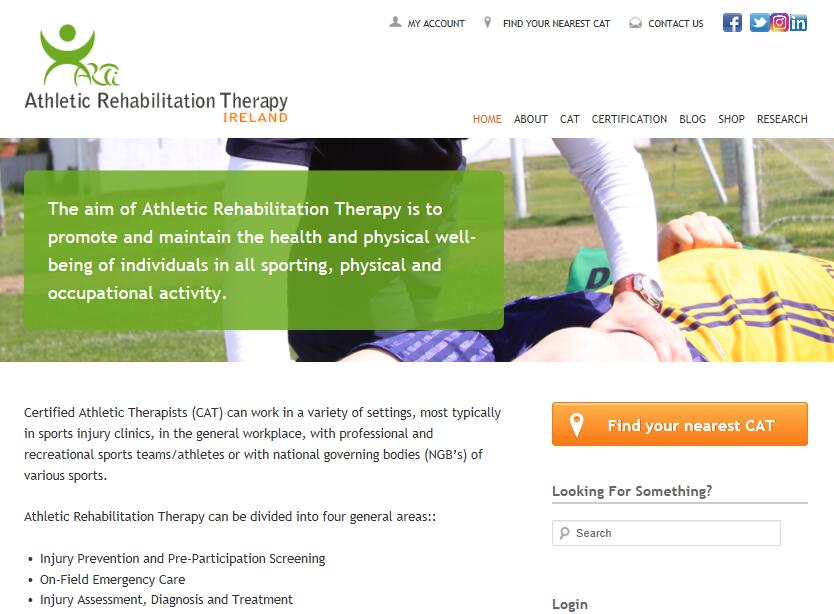 MY ACCOUNT
FIND YOUR NEAREST CAT
CONTACT US
ARTI
Athletic Rehabilitation Therapy
IRELAND
HOME ABOUT CAT CERTIFICATION BLOG SHOP RESEARCH
The aim of Athletic Rehabilitation Therapy is to
promote and maintain the health and physical well-
being of individuals in all sporting, physical and
occupational activity.
D
Certified Athletic Therapists (CAT) can work in a variety of settings, most typically
in sports injury clinics, in the general workplace, with professional and
recreational sports teams/athletes or with national governing bodies (NGB's) of
various sports.
Athletic Rehabilitation Therapy can be divided into four general areas::
• Injury Prevention and Pre-Participation Screening
• On-Field Emergency Care
• Injury Assessment, Diagnosis and Treatment
Find your nearest CAT
Looking For Something?
Search
Login